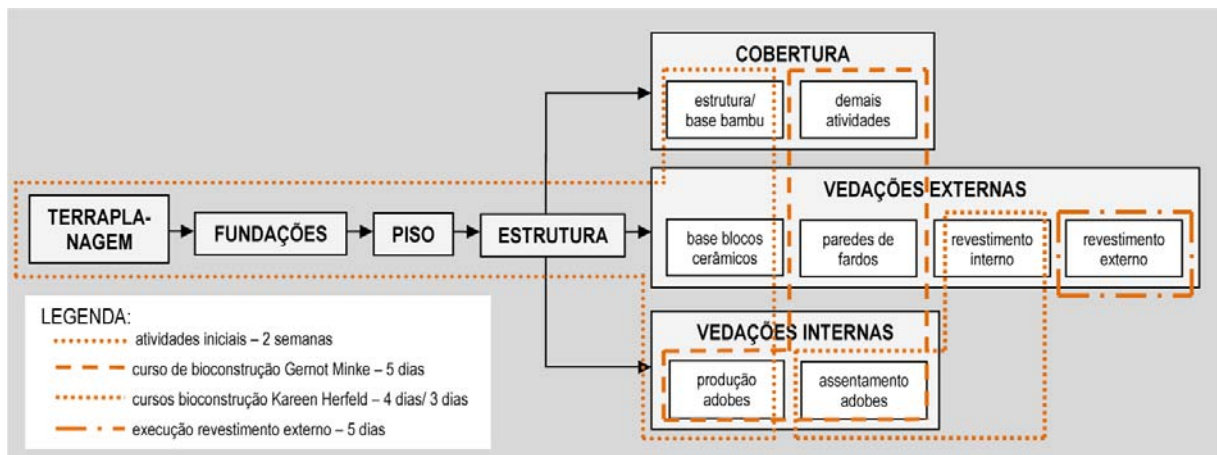 COBERTURA
estrutura/
base bambu
demais
atividades
VEDAÇÕES EXTERNAS
TERRAPLA-
NAGEM
FUNDAÇÕES
PISO
ESTRUTURA
base blocos
cerâmicos
paredes de
fardos
revestimento
interno
revestimento
externo
LEGENDA:
atividades iniciais – 2 semanas
curso de bioconstrução Gernot Minke – 5 dias
cursos bioconstrução Kareen Herfeld – 4 dias/ 3 dias
execução revestimento externo – 5 dias
VEDAÇÕES INTERNAS
produção
adobes
assentamento
adobes